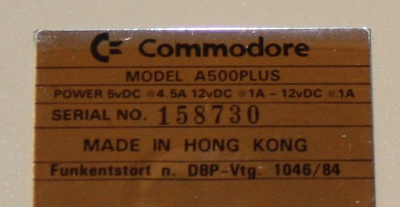 Commodore
MODEL A500PLUS
POWER 5vDC @4.5A 12vDC @1A – 12vDC @.1A
SERIAL NO. 158730
MADE IN HONG KONG
Funkentstort n. DBP-Vtg. 1046/84